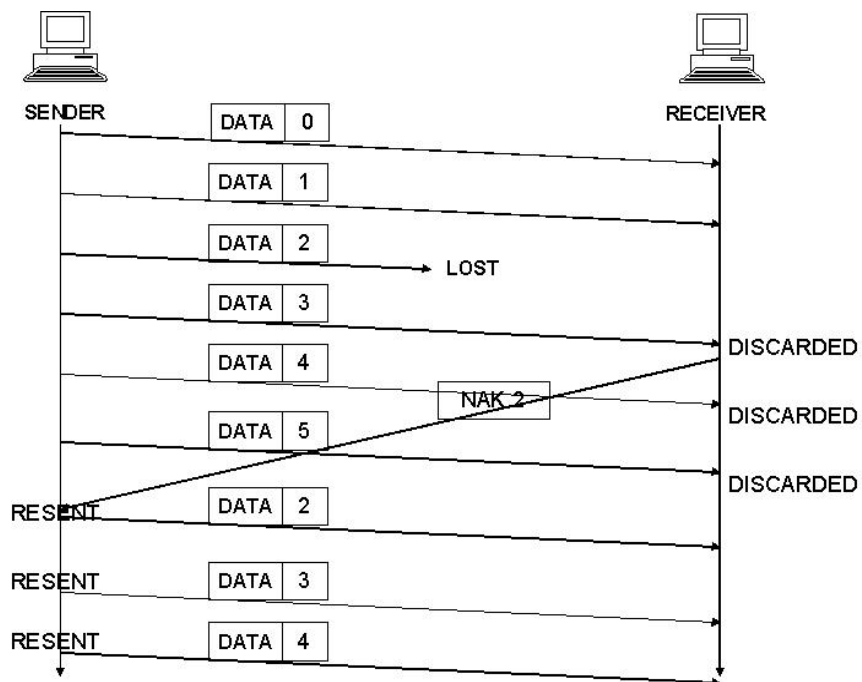 SENDER
RECEIVER
DATA 0
DATA 1
DATA 2
LOST
DATA 3
DISCARDED
DATA 4
NAK 2
DISCARDED
DATA 5
DISCARDED
RESENT
DATA 2
RESENT
DATA 3
RESENT
DATA 4